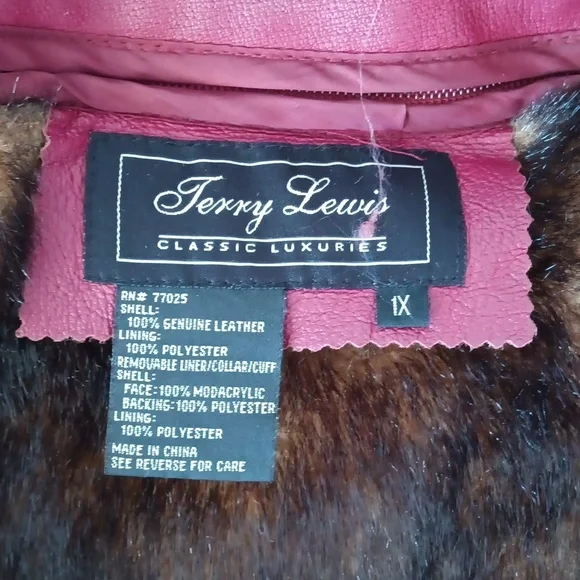 Terry Lewis
CLASSIC LUXURIES
1X
RN# 77025
SHELL:
100% GENUINE LEATHER
LINING:
100% POLYESTER
REMOVABLE LINER/COLLAR/CUFF
SHELL:
FACE:100% MODACRYLIC
BACKING:100% POLYESTER
LINING:
100% POLYESTER
MADE IN CHINA
SEE REVERSE FOR CARE